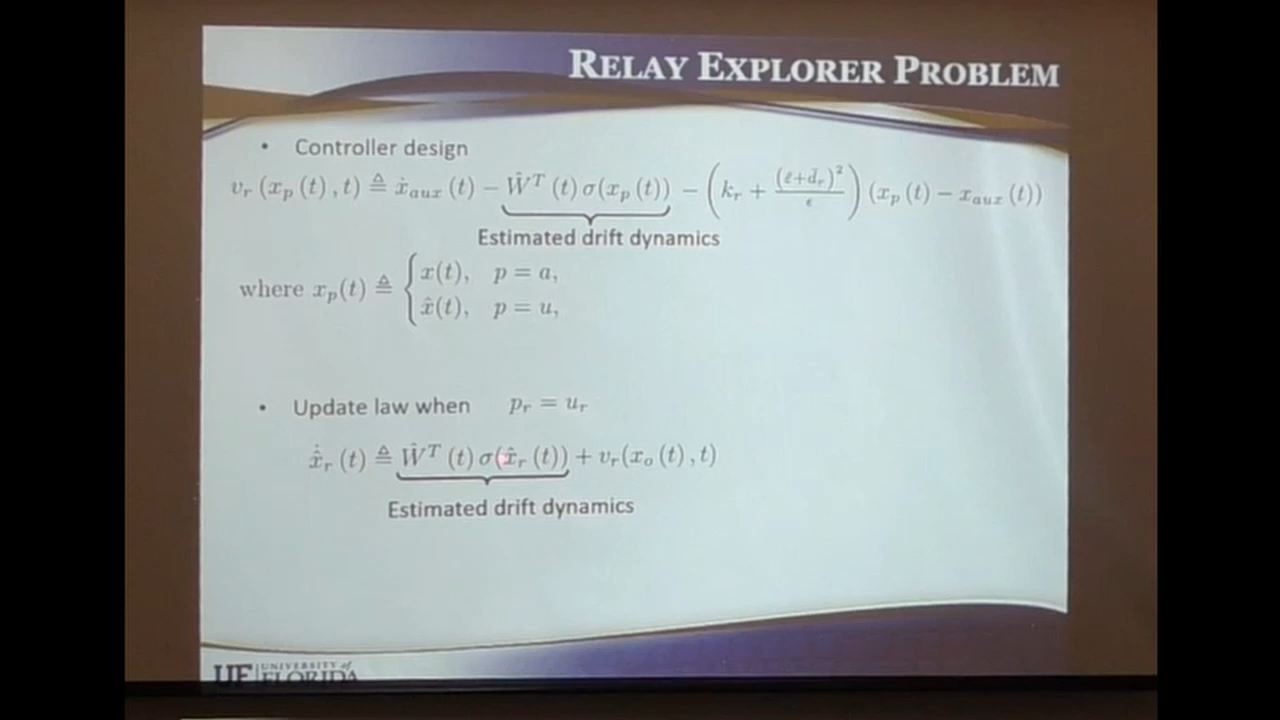 RELAY EXPLORER PROBLEM
• Controller design
v_r (x_p (t), t) ≜ ẋ_aux (t) − Ŵ^T (t) σ(x_p (t)) − (k_r + (ℓ+d_r)^2/ϵ) (x_p (t) − x_aux (t))
Estimated drift dynamics
where x_p(t) ≜ { x(t), p = a,
x̂(t), p = u,
• Update law when p_r = u_r
x̂̇_r (t) ≜ Ŵ^T (t) σ(x̂_r (t)) + v_r(x_o (t), t)
Estimated drift dynamics
UF UNIVERSITY of
FLORIDA